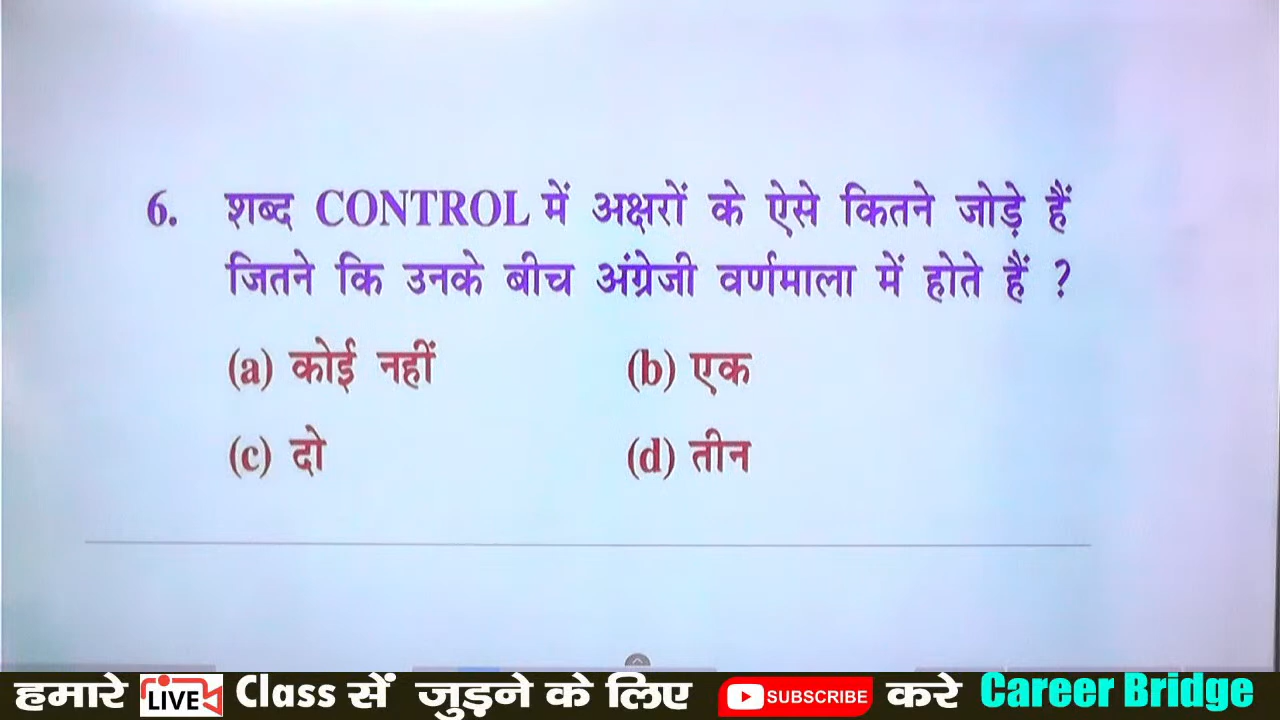 6. शब्द CONTROL में अक्षरों के ऐसे कितने जोड़े हैं
जितने कि उनके बीच अंग्रेजी वर्णमाला में होते हैं ?
(a) कोई नहीं (b) एक
(c) दो (d) तीन
हमारे LIVE Class सें जुड़ने के लिए SUBSCRIBE करे Career Bridge